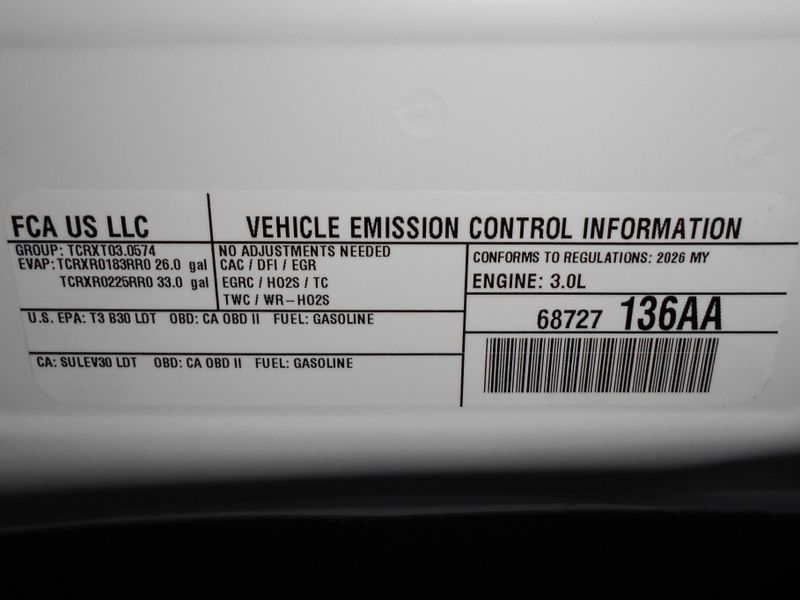 FCA US LLC
VEHICLE EMISSION CONTROL INFORMATION
GROUP: TCRXT03.0574
EVAP: TCRXR0183RR0 26.0 gal
TCRXR0225RR0 33.0 gal
NO ADJUSTMENTS NEEDED
CAC / DFI / EGR
EGRC / HO2S / TC
TWC / WR-HO2S
CONFORMS TO REGULATIONS: 2026 MY
ENGINE: 3.0L
U.S. EPA: T3 B30 LDT OBD: CA OBD II FUEL: GASOLINE
68727 136AA
CA: SULEV30 LDT OBD: CA OBD II FUEL: GASOLINE